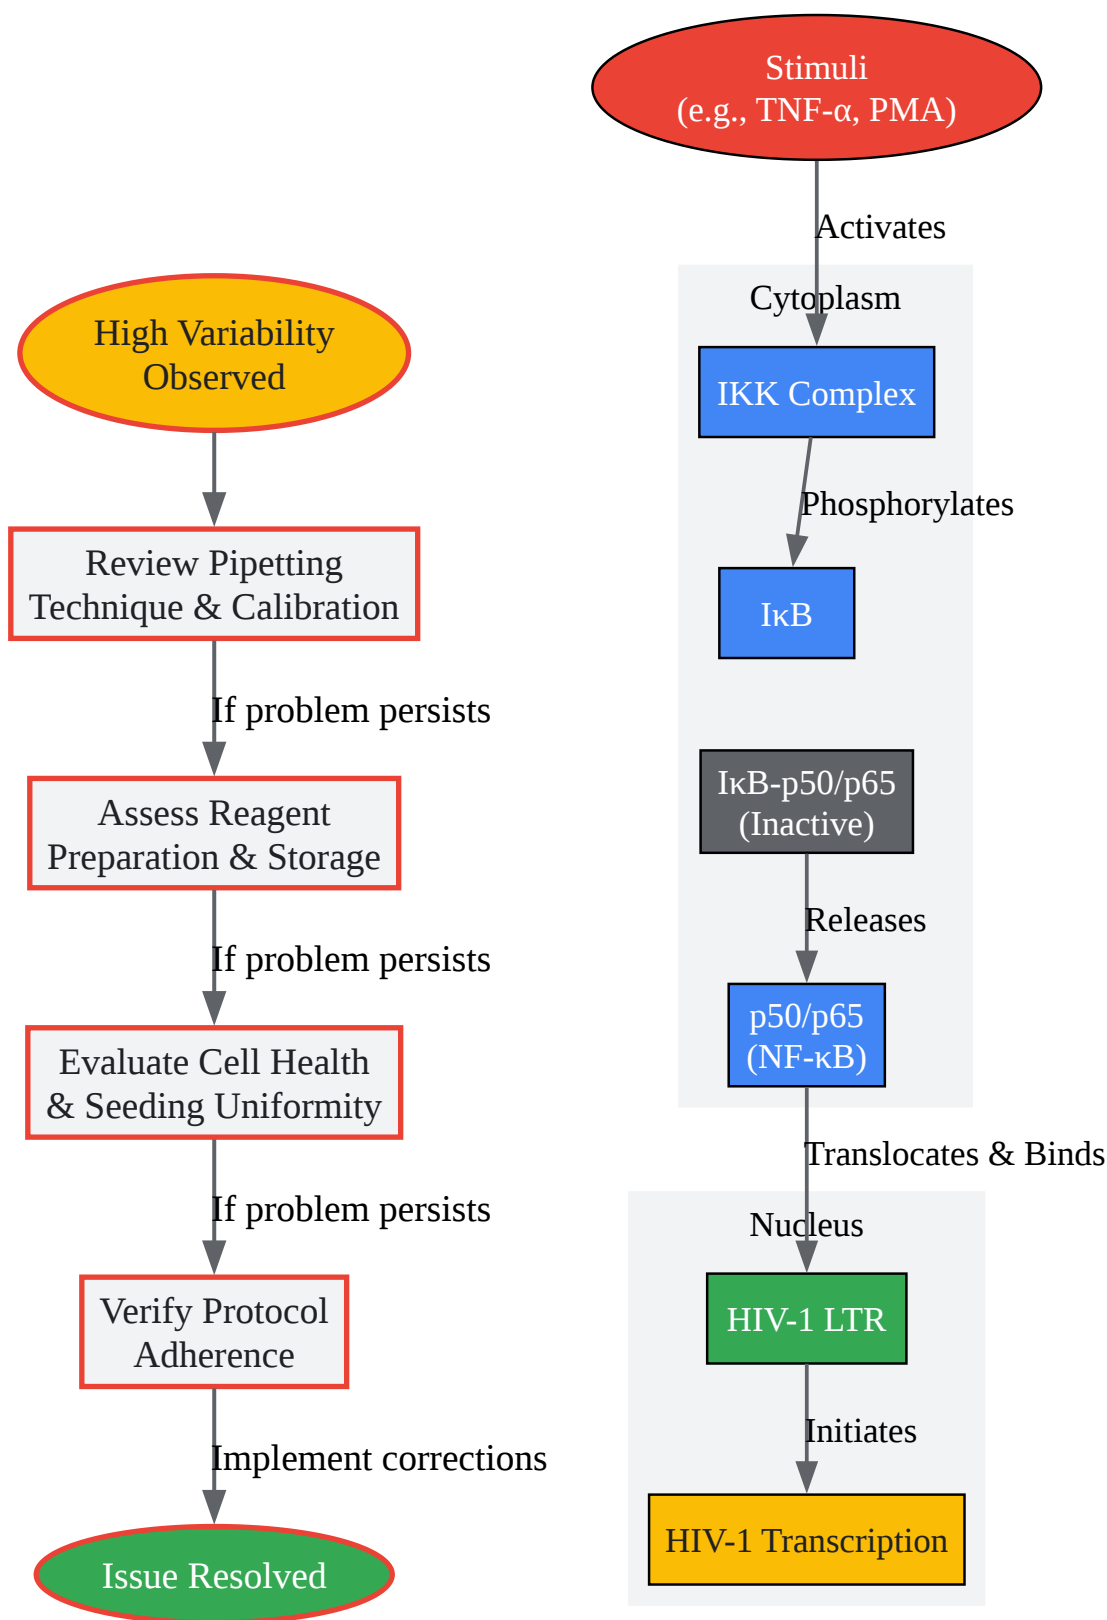 High Variability
Observed
Review Pipetting
Technique & Calibration
If problem persists
Assess Reagent
Preparation & Storage
If problem persists
Evaluate Cell Health
& Seeding Uniformity
If problem persists
Verify Protocol
Adherence
Implement corrections
Issue Resolved
Stimuli
(e.g., TNF-α, PMA)
Activates
Cytoplasm
IKK Complex
Phosphorylates
IκB
IκB-p50/p65
(Inactive)
Releases
p50/p65
(NF-κB)
Translocates & Binds
Nucleus
HIV-1 LTR
Initiates
HIV-1 Transcription